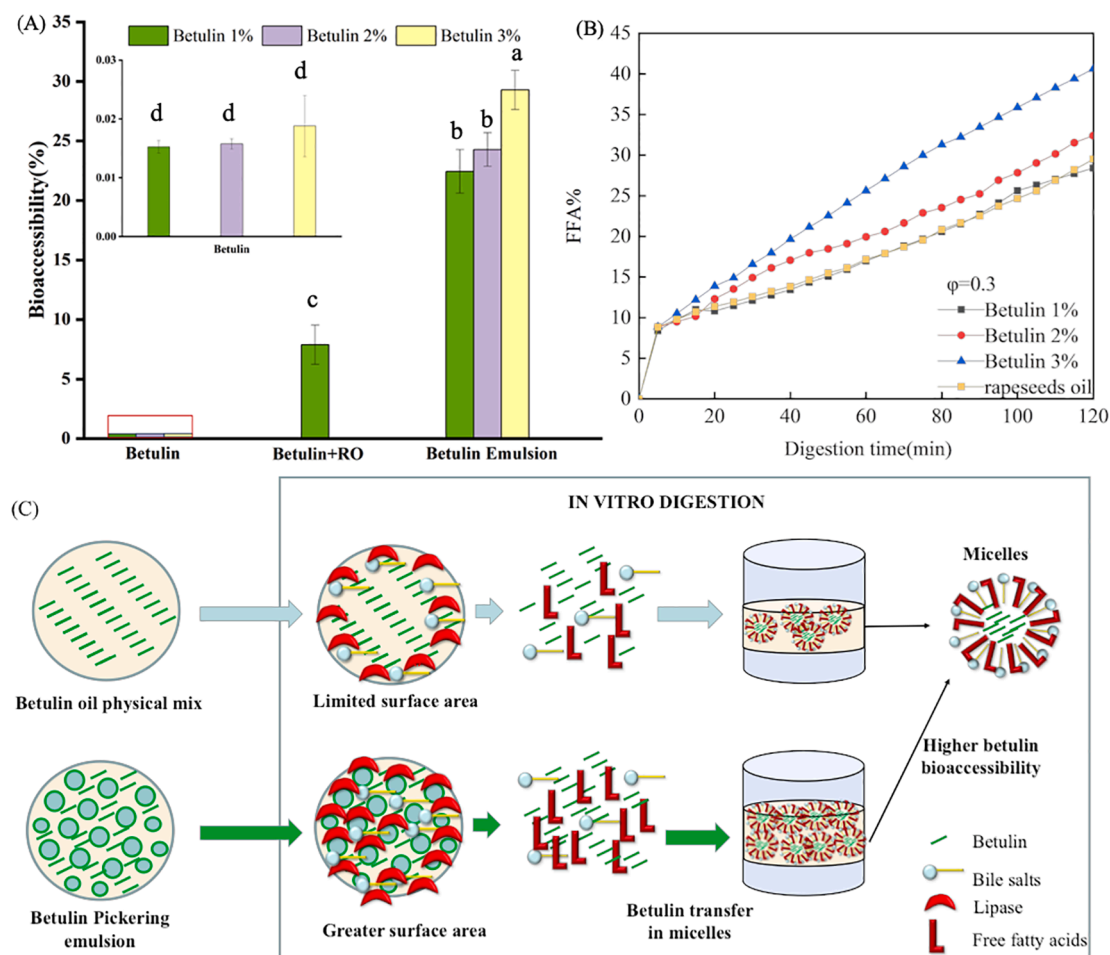 (A)
35
30
25
20
15
10
5
0
Bioaccessibility(%)
Betulin 1%
Betulin 2%
Betulin 3%
0.03
0.02
0.01
0.00
d
d
d
Betulin
c
b
b
a
Betulin
Betulin+RO
Betulin Emulsion
(B)
45
40
35
30
25
20
15
10
5
0
FFA%
φ=0.3
Betulin 1%
Betulin 2%
Betulin 3%
rapeseeds oil
0
20
40
60
80
100
120
Digestion time(min)
(C)
IN VITRO DIGESTION
Betulin oil physical mix
Limited surface area
Micelles
Higher betulin
bioaccessibility
Betulin Pickering
emulsion
Greater surface area
Betulin transfer
in micelles
Betulin
Bile salts
Lipase
Free fatty acids